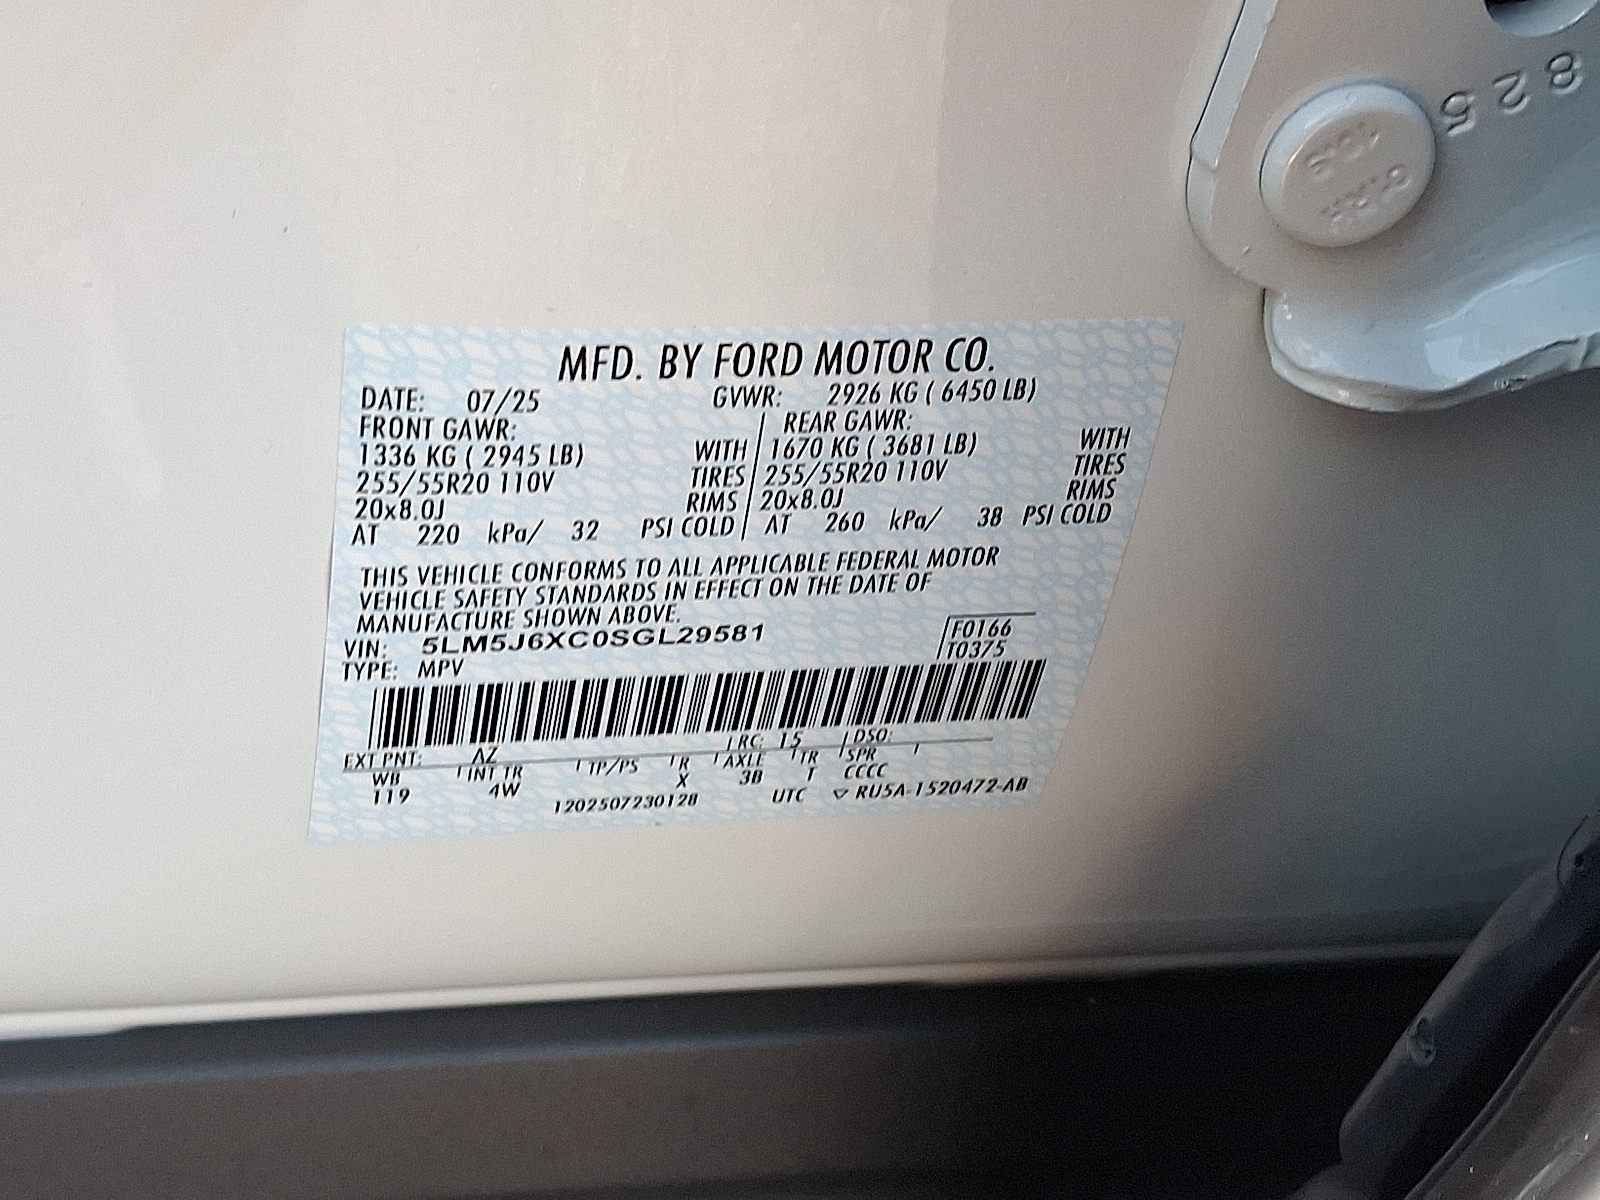 825
MFD. BY FORD MOTOR CO.
DATE: 07/25 GVWR: 2926 KG ( 6450 LB)
FRONT GAWR: REAR GAWR:
1336 KG ( 2945 LB) WITH 1670 KG ( 3681 LB) WITH
255/55R20 110V TIRES 255/55R20 110V TIRES
20x8.0J RIMS 20x8.0J RIMS
AT 220 kPa/ 32 PSI COLD AT 260 kPa/ 38 PSI COLD
THIS VEHICLE CONFORMS TO ALL APPLICABLE FEDERAL MOTOR
VEHICLE SAFETY STANDARDS IN EFFECT ON THE DATE OF
MANUFACTURE SHOWN ABOVE.
VIN: 5LM5J6XC0SGL29581 F0166
TYPE: MPV T0375
EXT PNT: AZ RC: 15 DSO:
WB INT TR TP/PS R AXLE TR SPR
119 4W X 3B T CCCC
1202507230128 UTC ▽ RU5A-1520472-AB